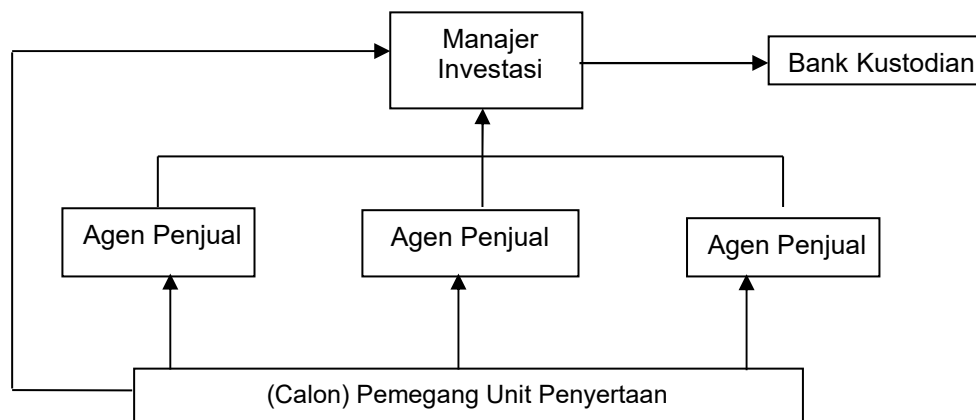 Manajer
Investasi
Bank Kustodian
Agen Penjual
Agen Penjual
Agen Penjual
(Calon) Pemegang Unit Penyertaan